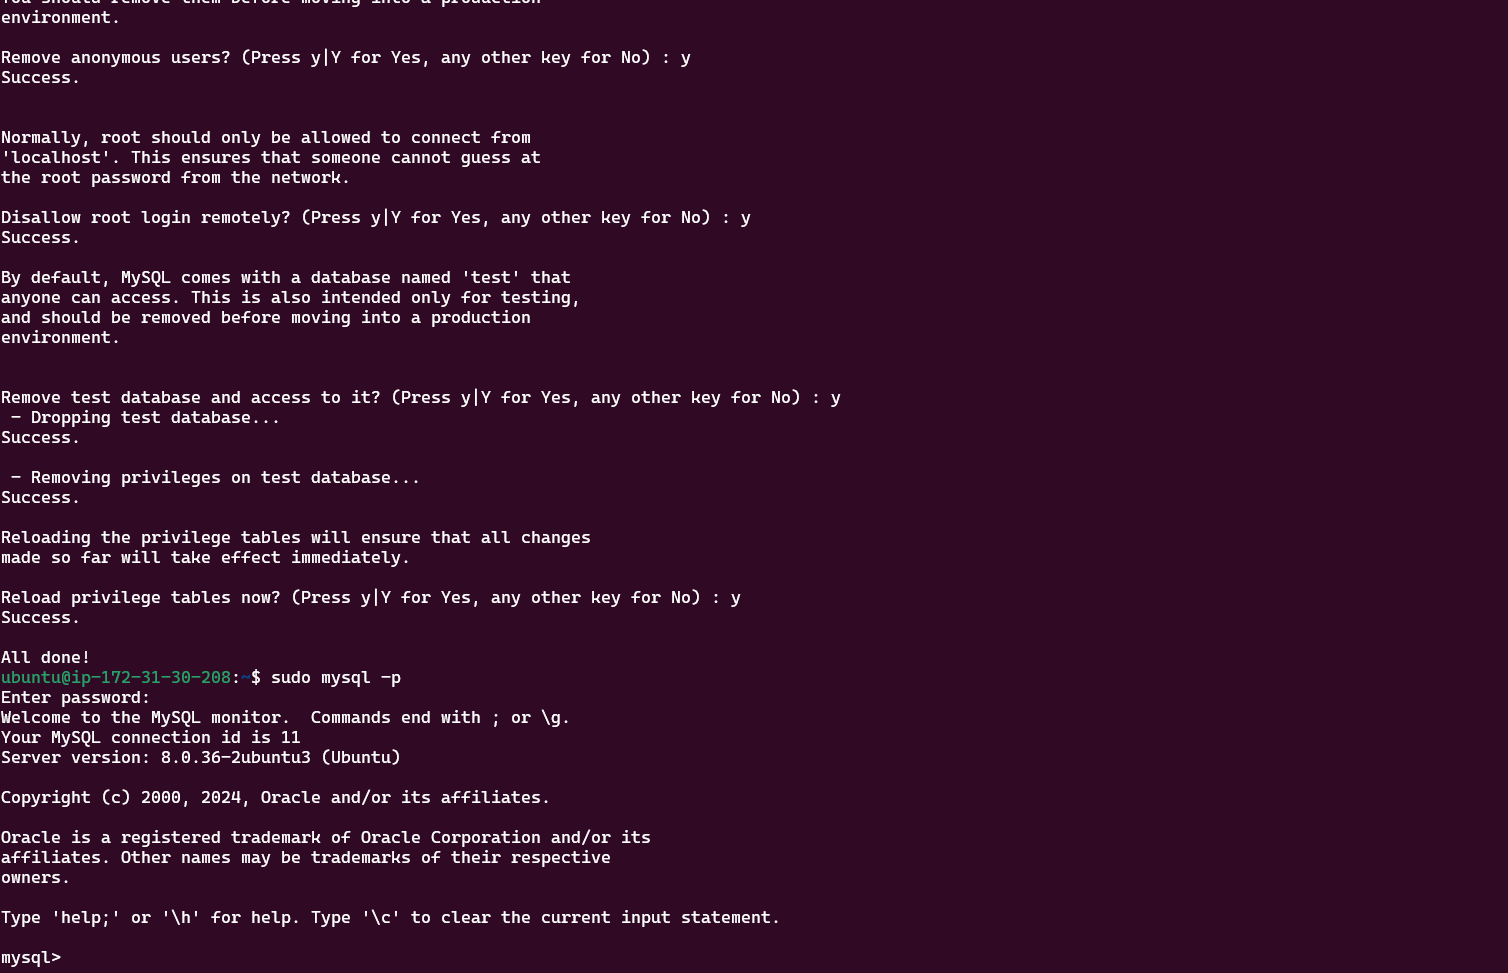 You should remove them before moving into a production
environment.
Remove anonymous users? (Press y|Y for Yes, any other key for No) : y
Success.
Normally, root should only be allowed to connect from
'localhost'. This ensures that someone cannot guess at
the root password from the network.
Disallow root login remotely? (Press y|Y for Yes, any other key for No) : y
Success.
By default, MySQL comes with a database named 'test' that
anyone can access. This is also intended only for testing,
and should be removed before moving into a production
environment.
Remove test database and access to it? (Press y|Y for Yes, any other key for No) : y
 - Dropping test database...
Success.
 - Removing privileges on test database...
Success.
Reloading the privilege tables will ensure that all changes
made so far will take effect immediately.
Reload privilege tables now? (Press y|Y for Yes, any other key for No) : y
Success.
All done!
ubuntu@ip-172-31-30-208:~$ sudo mysql -p
Enter password:
Welcome to the MySQL monitor.  Commands end with ; or \g.
Your MySQL connection id is 11
Server version: 8.0.36-2ubuntu3 (Ubuntu)
Copyright (c) 2000, 2024, Oracle and/or its affiliates.
Oracle is a registered trademark of Oracle Corporation and/or its
affiliates. Other names may be trademarks of their respective
owners.
Type 'help;' or '\h' for help. Type '\c' to clear the current input statement.
mysql>